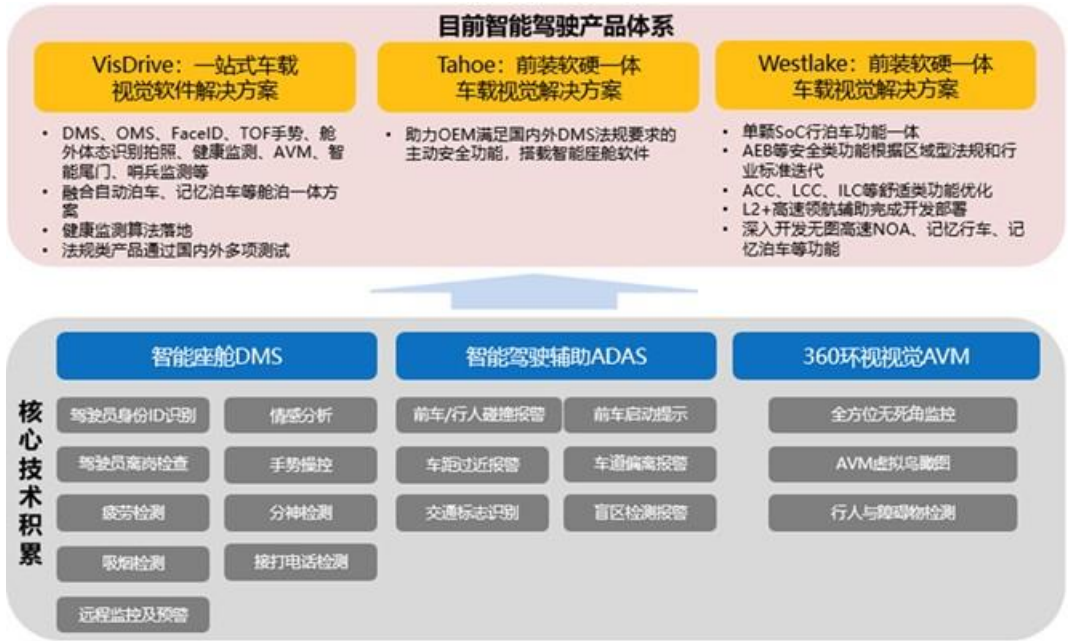 目前智能驾驶产品体系
VisDrive：一站式车载
视觉软件解决方案
• DMS、OMS、FaceID、TOF手势、舱
外体态识别拍照、健康监测、AVM、智
能尾门、哨兵监测等
• 融合自动泊车、记忆泊车等舱泊一体方
案
• 健康监测算法落地
• 法规类产品通过国内外多项测试
Tahoe：前装软硬一体
车载视觉解决方案
• 助力OEM满足国内外DMS法规要求的
主动安全功能，搭载智能座舱软件
Westlake：前装软硬一体
车载视觉解决方案
• 单颗SoC行泊车功能一体
• AEB等安全类功能根据区域型法规和行
业标准迭代
• ACC、LCC、ILC等舒适类功能优化
• L2+高速领航辅助完成开发部署
• 深入开发无图高速NOA、记忆行车、记
忆泊车等功能
核心技术积累
智能座舱DMS
驾驶员身份ID识别
情感分析
驾驶员离岗检查
手势操控
疲劳检测
分神检测
吸烟检测
接打电话检测
远程监控及预警
智能驾驶辅助ADAS
前车/行人碰撞报警
前车启动提示
车距过近报警
车道偏离报警
交通标志识别
盲区检测报警
360环视视觉AVM
全方位无死角监控
AVM虚拟鸟瞰图
行人与障碍物检测